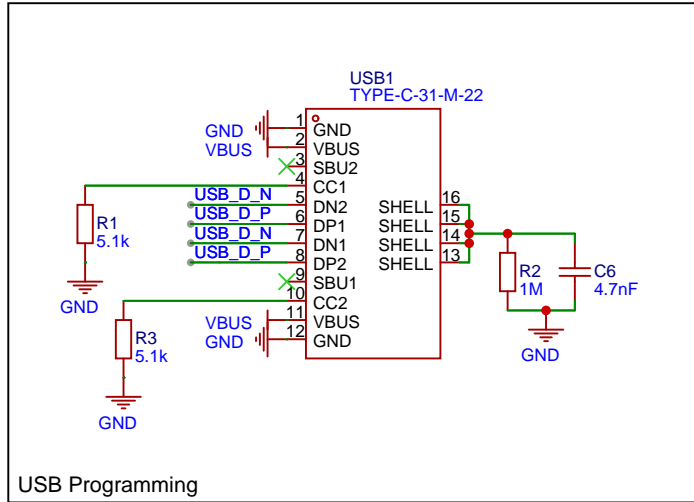 USB1
TYPE-C-31-M-22
GND 1 GND
VBUS 2 VBUS
3 SBU2
4 CC1
USB_D_N 5 DN2
USB_D_P 6 DP1
USB_D_N 7 DN1
USB_D_P 8 DP2
9 SBU1
10 CC2
VBUS 11 VBUS
GND 12 GND
SHELL 16
SHELL 15
SHELL 14
SHELL 13
R1
5.1k
GND
R3
5.1k
GND
R2
1M
C6
4.7nF
GND
USB Programming